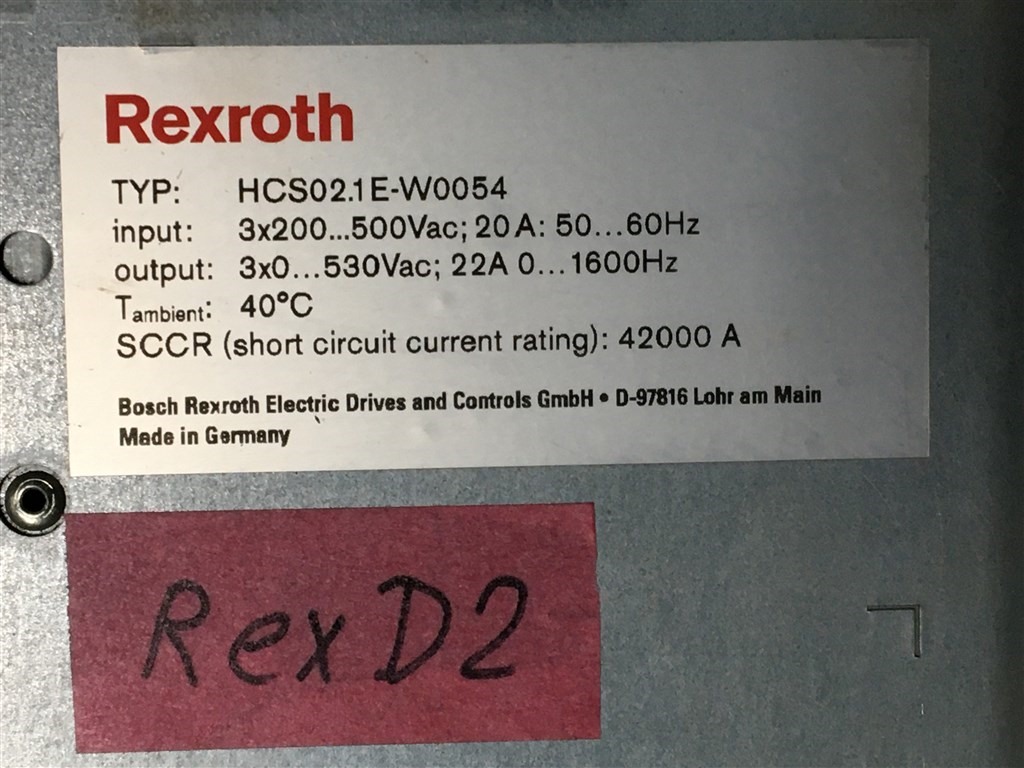 Rexroth
TYP: HCS02.1E-W0054
input: 3x200...500Vac; 20A: 50...60Hz
output: 3x0...530Vac; 22A 0...1600Hz
Tambient: 40°C
SCCR (short circuit current rating): 42000 A
Bosch Rexroth Electric Drives and Controls GmbH • D-97816 Lohr am Main
Made in Germany
RexD2